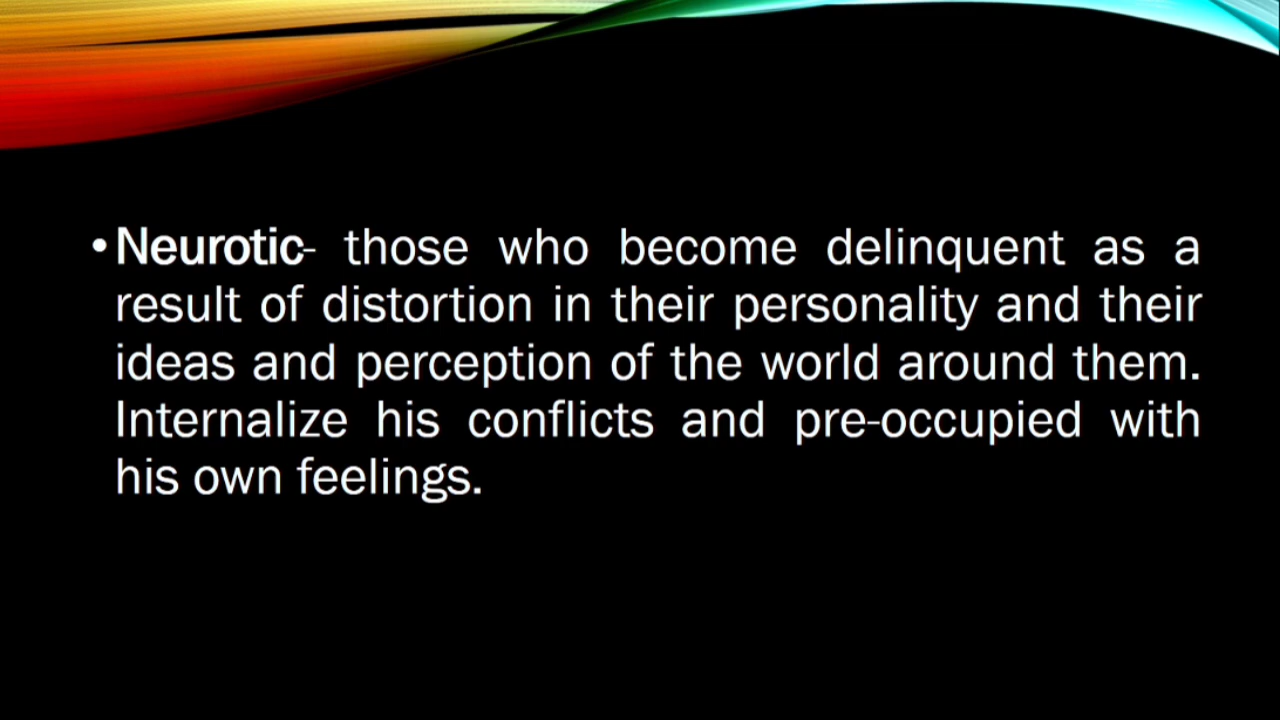 •Neurotic- those who become delinquent as a
result of distortion in their personality and their
ideas and perception of the world around them.
Internalize his conflicts and pre-occupied with
his own feelings.